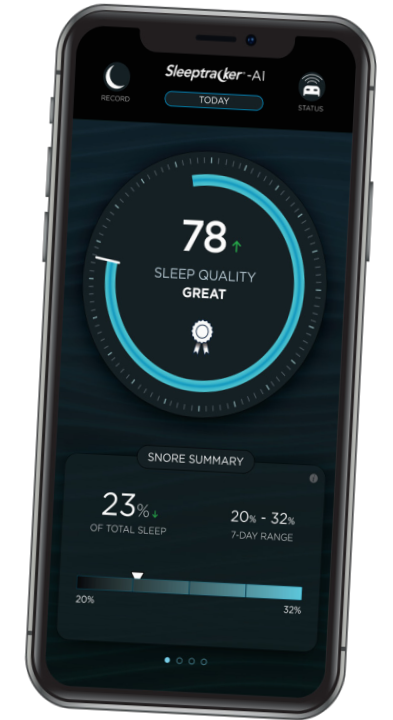 Sleeptracker-AI
RECORD
TODAY
STATUS
78
SLEEP QUALITY
GREAT
SNORE SUMMARY
i
23%
OF TOTAL SLEEP
20% - 32%
7-DAY RANGE
20%
32%